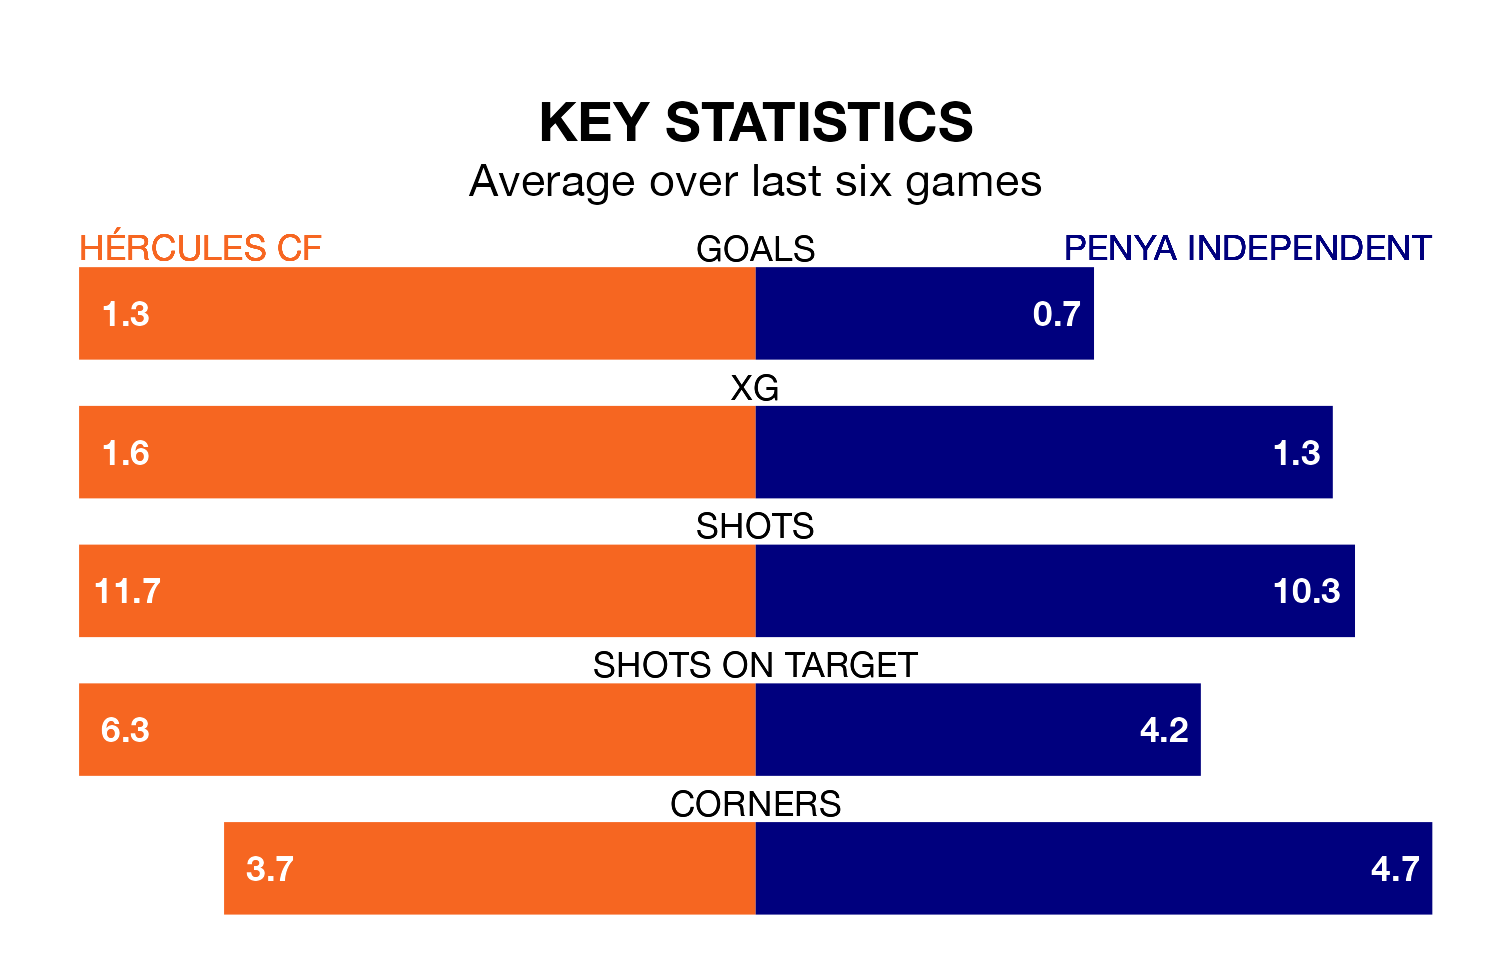 KEY STATISTICS
Average over last six games
HÉRCULES CF GOALS PENYA INDEPENDENT
1.3 0.7
XG
1.6 1.3
SHOTS
11.7 10.3
SHOTS ON TARGET
6.3 4.2
CORNERS
3.7 4.7